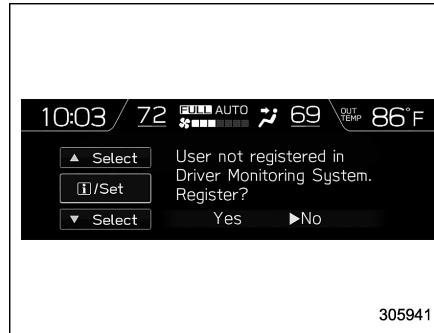 10:03 72 FULL AUTO 69 OUT TEMP 86°F
▲ Select
i/Set
▼ Select
User not registered in
Driver Monitoring System.
Register?
Yes ▶No
305941